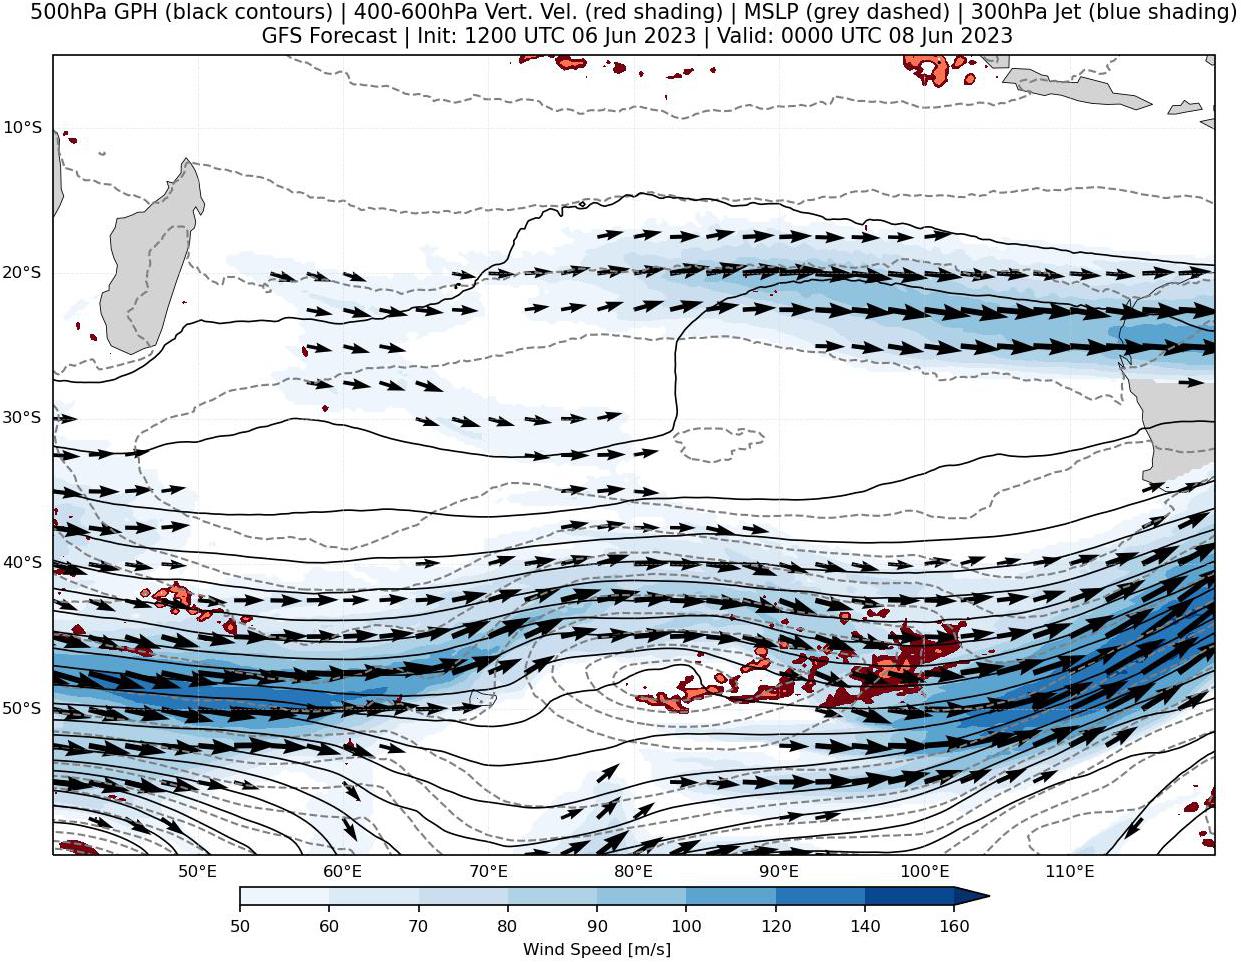 500hPa GPH (black contours) | 400-600hPa Vert. Vel. (red shading) | MSLP (grey dashed) | 300hPa Jet (blue shading)
GFS Forecast | Init: 1200 UTC 06 Jun 2023 | Valid: 0000 UTC 08 Jun 2023
10°S
20°S
30°S
40°S
50°S
50°E 60°E 70°E 80°E 90°E 100°E 110°E
50 60 70 80 90 100 120 140 160
Wind Speed [m/s]